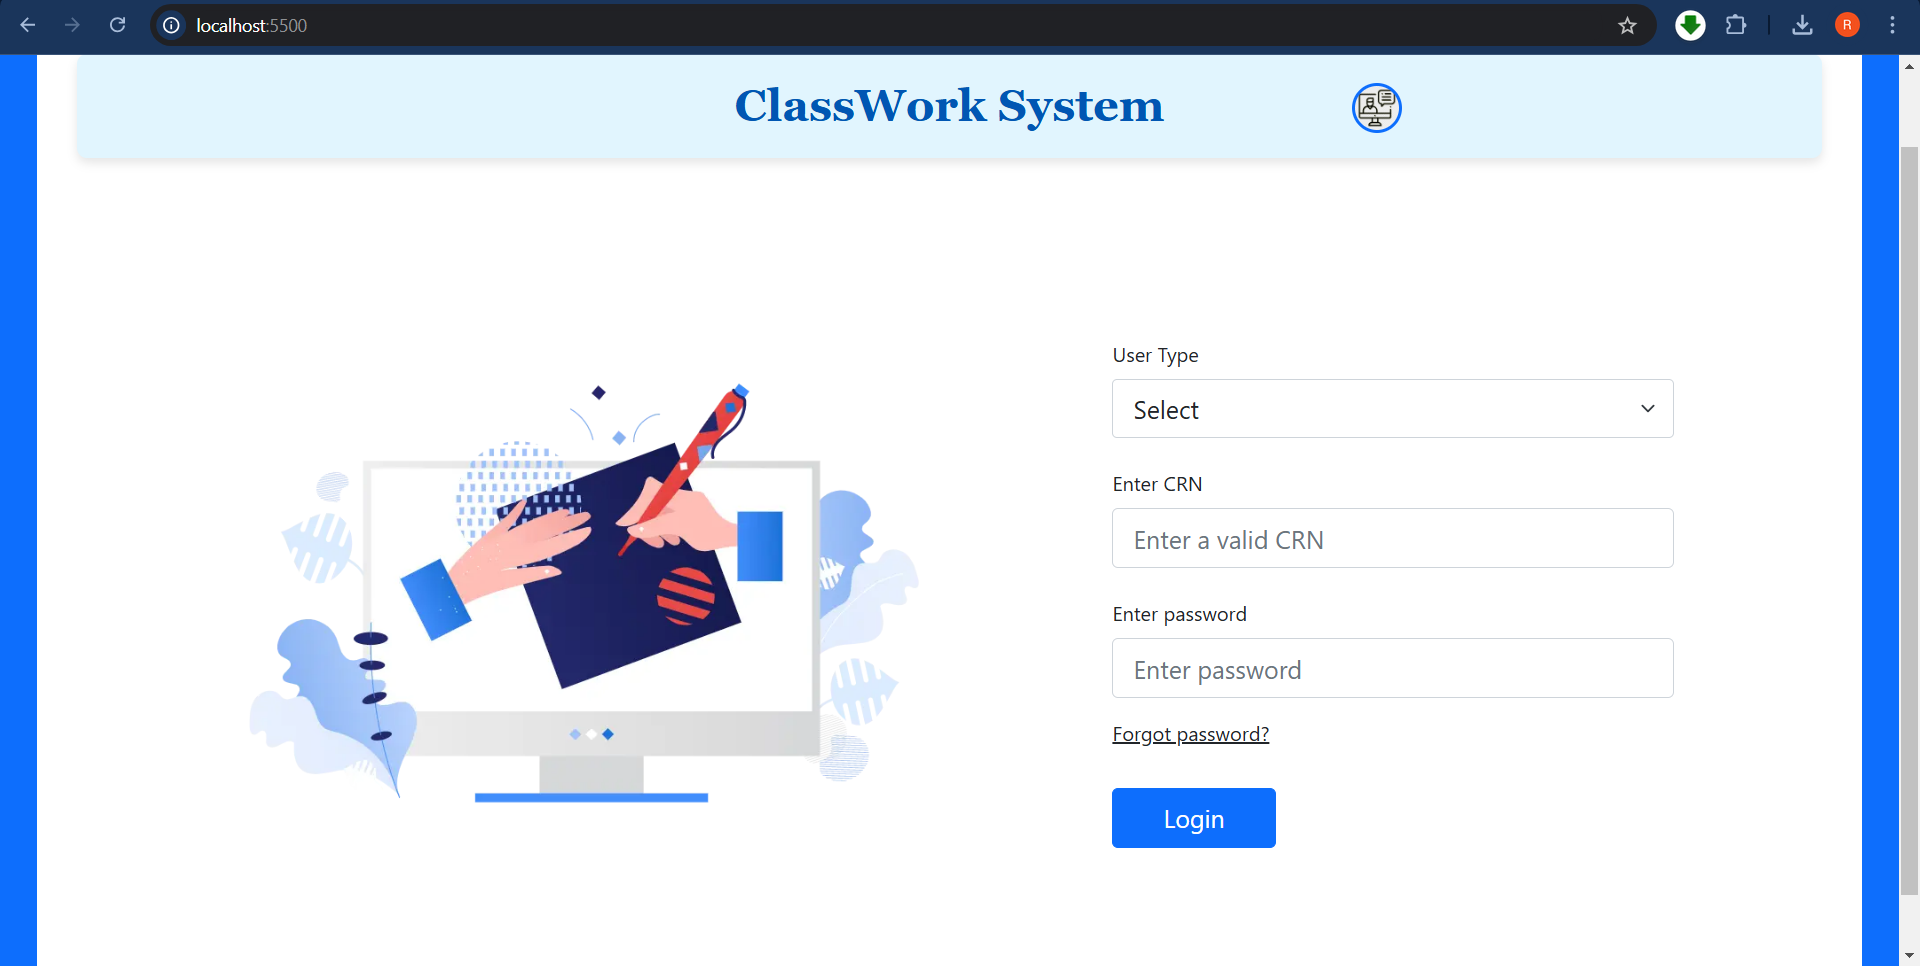 localhost:5500
R
ClassWork System
User Type
Select
Enter CRN
Enter a valid CRN
Enter password
Enter password
Forgot password?
Login